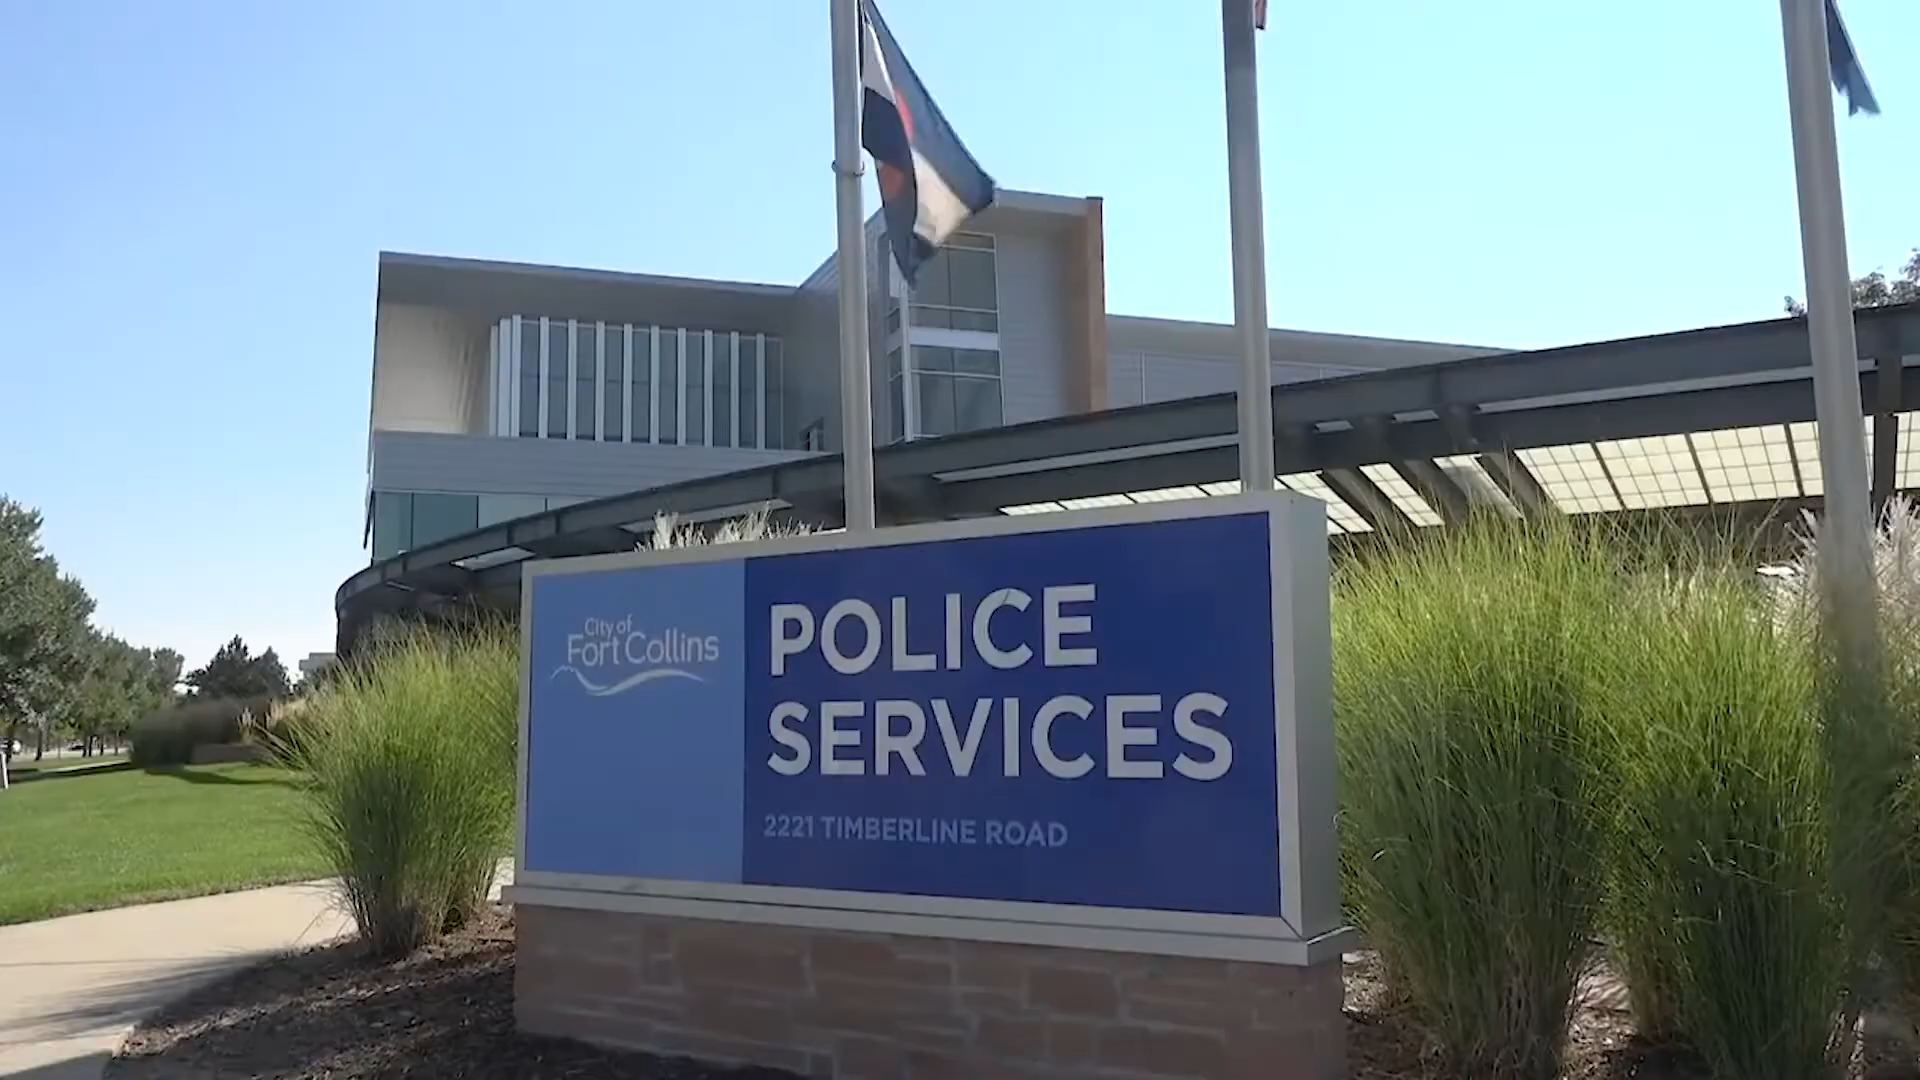 City of
Fort Collins
POLICE
SERVICES
2221 TIMBERLINE ROAD